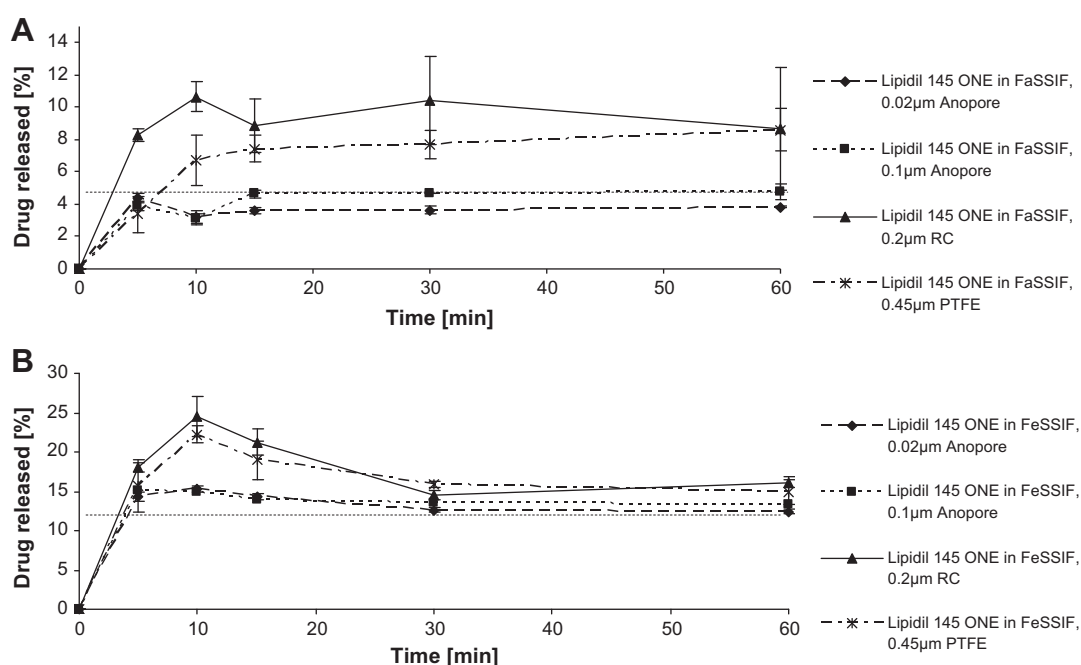 A
Drug released [%]
14
12
10
8
6
4
2
0
0 10 20 30 40 50 60
Time [min]
Lipidil 145 ONE in FaSSIF,
0.02µm Anopore
Lipidil 145 ONE in FaSSIF,
0.1µm Anopore
Lipidil 145 ONE in FaSSIF,
0.2µm RC
Lipidil 145 ONE in FaSSIF,
0.45µm PTFE
B
Drug released [%]
30
25
20
15
10
5
0
0 10 20 30 40 50 60
Time [min]
Lipidil 145 ONE in FeSSIF,
0.02µm Anopore
Lipidil 145 ONE in FeSSIF,
0.1µm Anopore
Lipidil 145 ONE in FeSSIF,
0.2µm RC
Lipidil 145 ONE in FeSSIF,
0.45µm PTFE